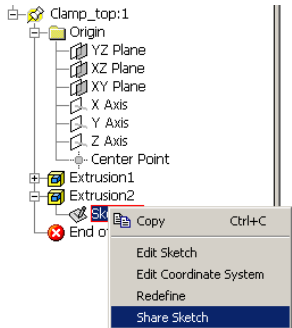 Clamp_top:1
Origin
YZ Plane
XZ Plane
XY Plane
X Axis
Y Axis
Z Axis
Center Point
Extrusion1
Extrusion2
Copy Ctrl+C
End
Edit Sketch
Edit Coordinate System
Redefine
Share Sketch